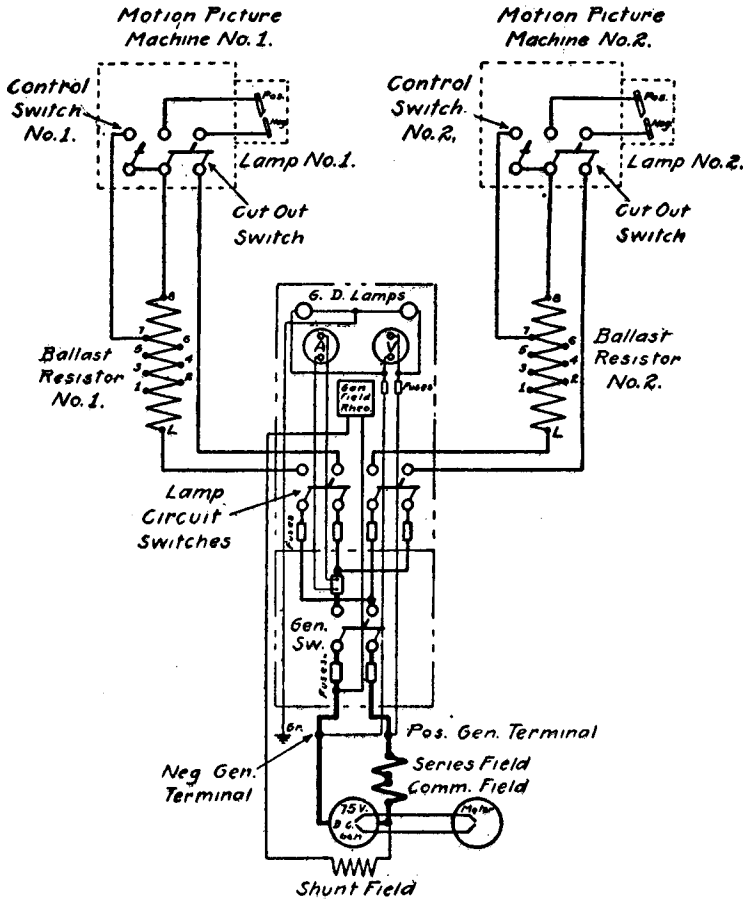 Motion Picture
Machine No. 1.
Motion Picture
Machine No. 2.
Control
Switch
No. 1.
Pos.
Neg.
Lamp No. 1.
Cut Out
Switch
Control
Switch
No. 2,
Pos.
Neg
Lamp No. 2.
Cut Out
Switch
8
7
6
5
4
3
2
1
L
Ballast
Resistor
No. 1.
8
7
6
5
4
3
2
1
L
Ballast
Resistor
No. 2.
G. D. Lamps
A
V
Fuses
Gen
Field
Rheo.
Lamp
Circuit
Switches
Fuses
Gen.
Sw.
Fuses.
Gr.
Neg Gen.
Terminal
Pos. Gen. Terminal
Series Field
Comm. Field
75 V.
D.C.
Gen
Motor
Shunt Field